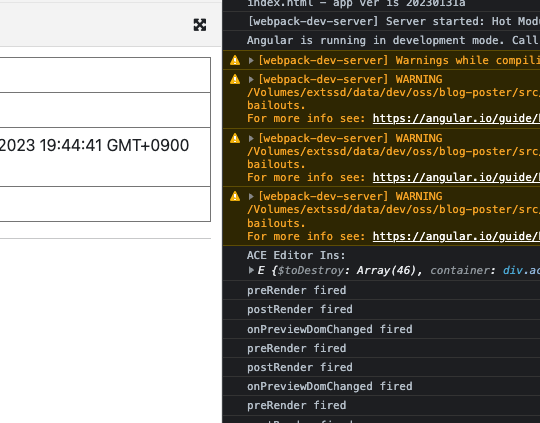 index.html - app ver is 20230131a
[webpack-dev-server] Server started: Hot Modu
Angular is running in development mode. Call
[webpack-dev-server] Warnings while compili
[webpack-dev-server] WARNING
/Volumes/extssd/data/dev/oss/blog-poster/src/
bailouts.
For more info see: https://angular.io/guide/
[webpack-dev-server] WARNING
/Volumes/extssd/data/dev/oss/blog-poster/src/
bailouts.
For more info see: https://angular.io/guide/
[webpack-dev-server] WARNING
/Volumes/extssd/data/dev/oss/blog-poster/src/
bailouts.
For more info see: https://angular.io/guide/
2023 19:44:41 GMT+0900
ACE Editor Ins:
E {$toDestroy: Array(46), container: div.ac
preRender fired
postRender fired
onPreviewDomChanged fired
preRender fired
postRender fired
onPreviewDomChanged fired
preRender fired